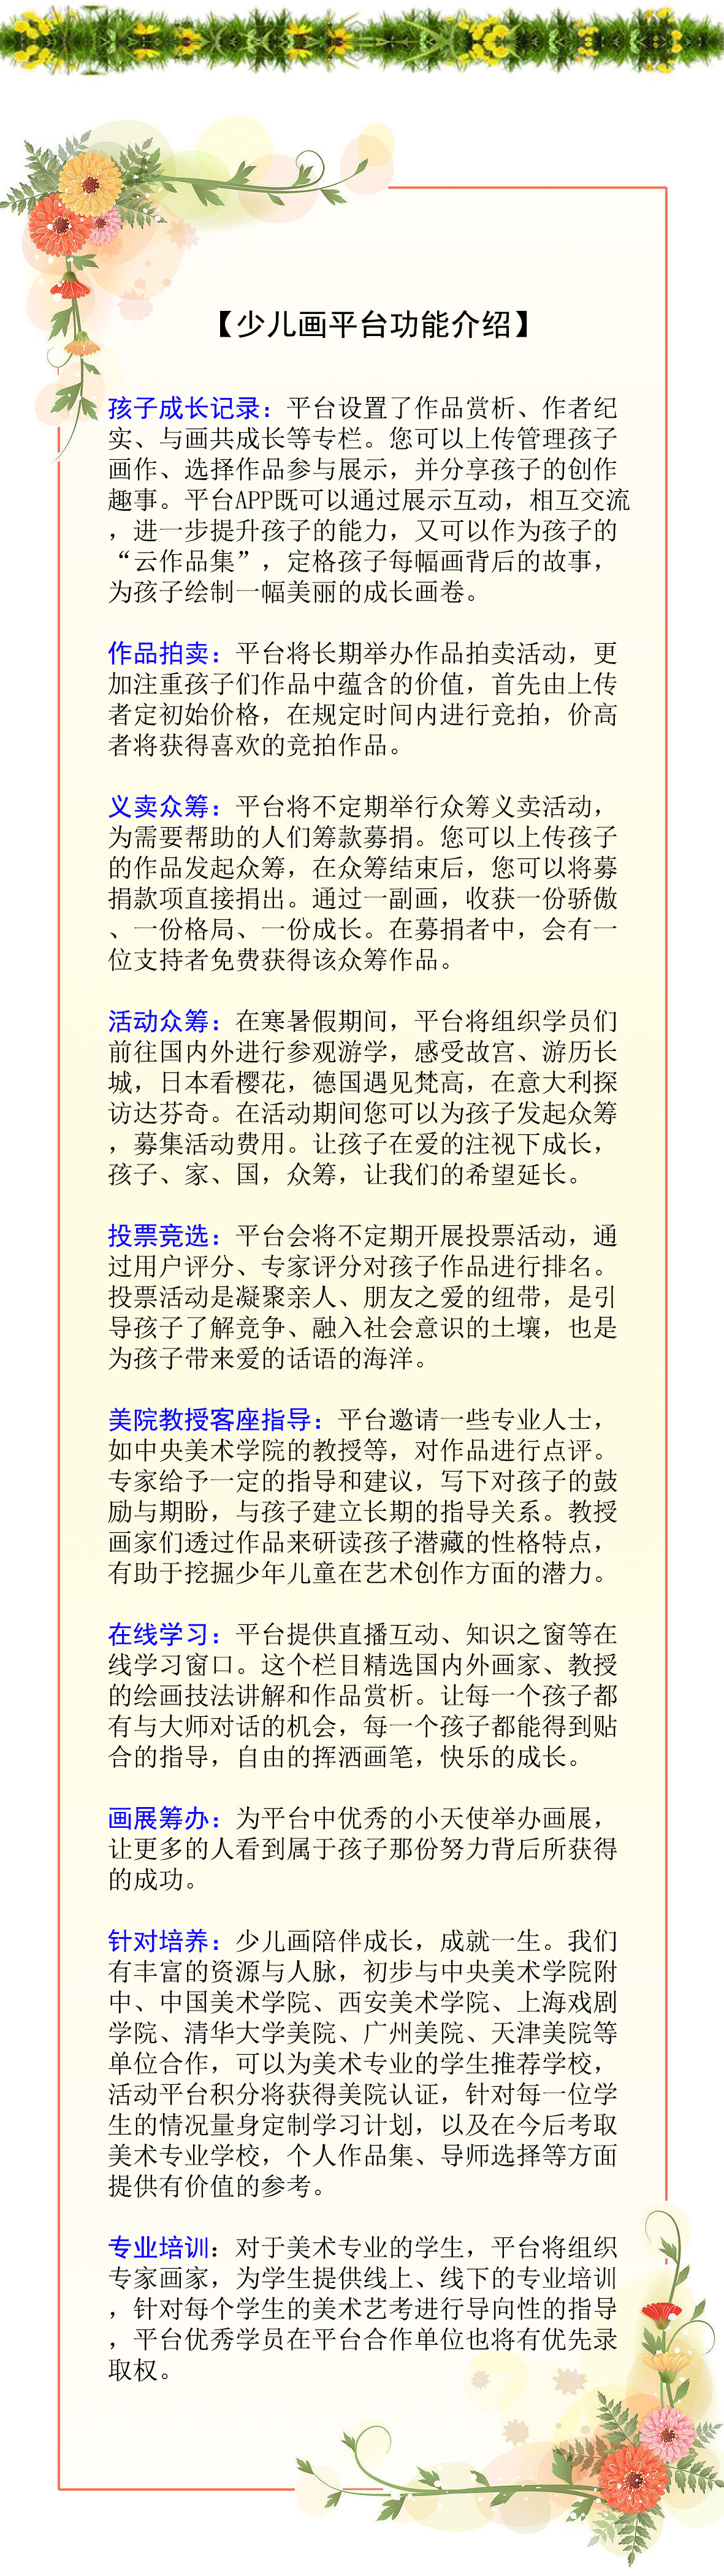 【少儿画平台功能介绍】
孩子成长记录：平台设置了作品赏析、作者纪
实、与画共成长等专栏。您可以上传管理孩子
画作、选择作品参与展示，并分享孩子的创作
趣事。平台APP既可以通过展示互动，相互交流
，进一步提升孩子的能力，又可以作为孩子的
“云作品集”，定格孩子每幅画背后的故事，
为孩子绘制一幅美丽的成长画卷。
作品拍卖：平台将长期举办作品拍卖活动，更
加注重孩子们作品中蕴含的价值，首先由上传
者定初始价格，在规定时间内进行竞拍，价高
者将获得喜欢的竞拍作品。
义卖众筹：平台将不定期举行众筹义卖活动，
为需要帮助的人们筹款募捐。您可以上传孩子
的作品发起众筹，在众筹结束后，您可以将募
捐款项直接捐出。通过一副画，收获一份骄傲
、一份格局、一份成长。在募捐者中，会有一
位支持者免费获得该众筹作品。
活动众筹：在寒暑假期间，平台将组织学员们
前往国内外进行参观游学，感受故宫、游历长
城，日本看樱花，德国遇见梵高，在意大利探
访达芬奇。在活动期间您可以为孩子发起众筹
，募集活动费用。让孩子在爱的注视下成长，
孩子、家、国，众筹，让我们的希望延长。
投票竞选：平台会将不定期开展投票活动，通
过用户评分、专家评分对孩子作品进行排名。
投票活动是凝聚亲人、朋友之爱的纽带，是引
导孩子了解竞争、融入社会意识的土壤，也是
为孩子带来爱的话语的海洋。
美院教授客座指导：平台邀请一些专业人士，
如中央美术学院的教授等，对作品进行点评。
专家给予一定的指导和建议，写下对孩子的鼓
励与期盼，与孩子建立长期的指导关系。教授
画家们透过作品来研读孩子潜藏的性格特点，
有助于挖掘少年儿童在艺术创作方面的潜力。
在线学习：平台提供直播互动、知识之窗等在
线学习窗口。这个栏目精选国内外画家、教授
的绘画技法讲解和作品赏析。让每一个孩子都
有与大师对话的机会，每一个孩子都能得到贴
合的指导，自由的挥洒画笔，快乐的成长。
画展筹办：为平台中优秀的小天使举办画展，
让更多的人看到属于孩子那份努力背后所获得
的成功。
针对培养：少儿画陪伴成长，成就一生。我们
有丰富的资源与人脉，初步与中央美术学院附
中、中国美术学院、西安美术学院、上海戏剧
学院、清华大学美院、广州美院、天津美院等
单位合作，可以为美术专业的学生推荐学校，
活动平台积分将获得美院认证，针对每一位学
生的情况量身定制学习计划，以及在今后考取
美术专业学校，个人作品集、导师选择等方面
提供有价值的参考。
专业培训：对于美术专业的学生，平台将组织
专家画家，为学生提供线上、线下的专业培训
，针对每个学生的美术艺考进行导向性的指导
，平台优秀学员在平台合作单位也将有优先录
取权。